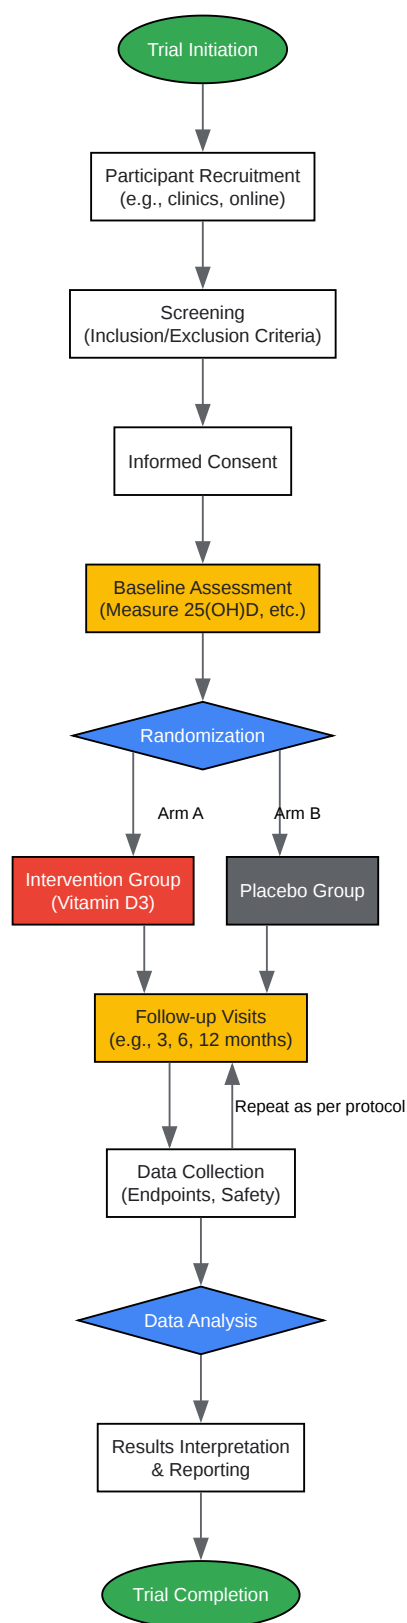 Trial Initiation
Participant Recruitment
(e.g., clinics, online)
Screening
(Inclusion/Exclusion Criteria)
Informed Consent
Baseline Assessment
(Measure 25(OH)D, etc.)
Randomization
Arm A
Arm B
Intervention Group
(Vitamin D3)
Placebo Group
Follow-up Visits
(e.g., 3, 6, 12 months)
Repeat as per protocol
Data Collection
(Endpoints, Safety)
Data Analysis
Results Interpretation
& Reporting
Trial Completion